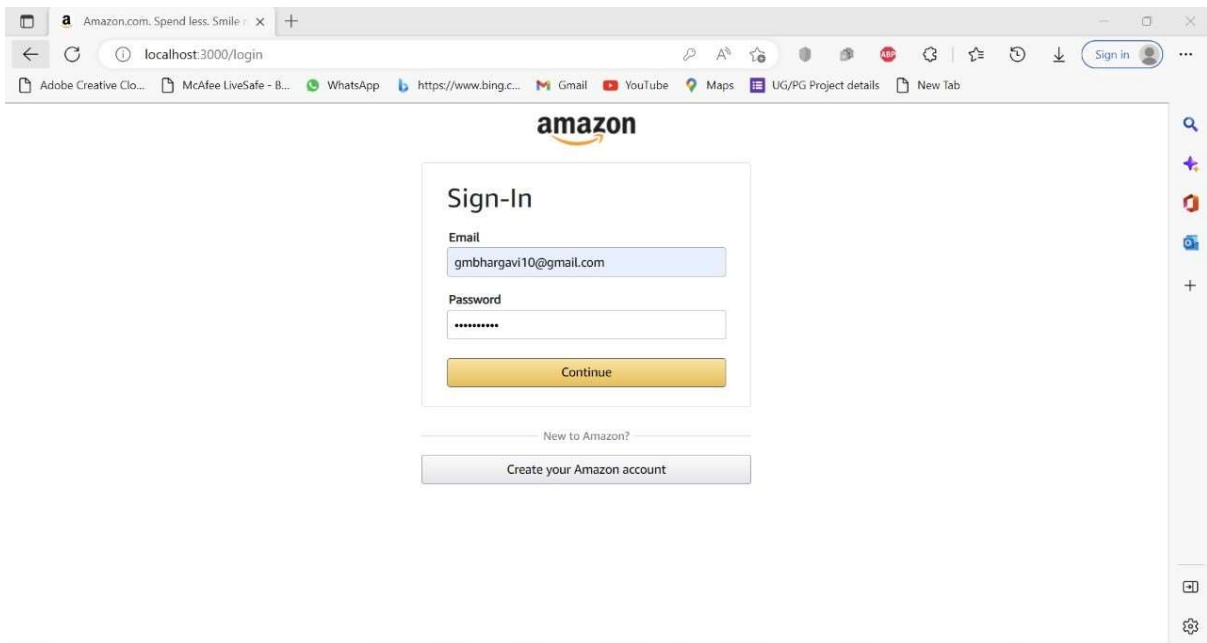 a Amazon.com. Spend less. Smile
localhost:3000/login
ABP
Sign in
Adobe Creative Clo... McAfee LiveSafe - B... WhatsApp https://www.bing.c... Gmail YouTube Maps UG/PG Project details New Tab
amazon
Sign-In
Email
gmbhargavi10@gmail.com
Password
••••••••••
Continue
New to Amazon?
Create your Amazon account